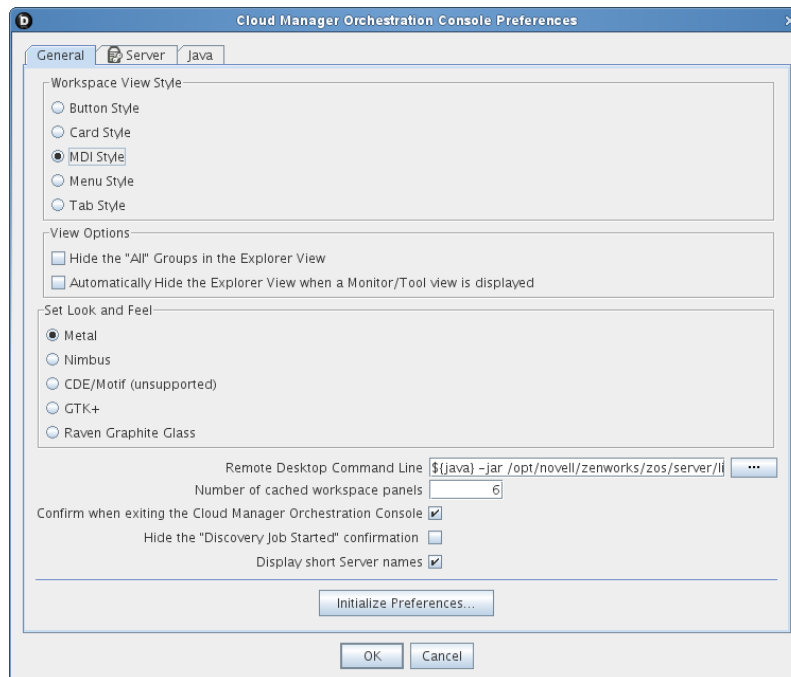 Cloud Manager Orchestration Console Preferences
General Server Java
Workspace View Style
Button Style
Card Style
MDI Style
Menu Style
Tab Style
View Options
Hide the "All" Groups in the Explorer View
Automatically Hide the Explorer View when a Monitor/Tool view is displayed
Set Look and Feel
Metal
Nimbus
CDE/Motif (unsupported)
GTK+
Raven Graphite Glass
Remote Desktop Command Line ${java} -jar /opt/novell/zenworks/zos/server/li ...
Number of cached workspace panels 6
Confirm when exiting the Cloud Manager Orchestration Console
Hide the "Discovery Job Started" confirmation
Display short Server names
Initialize Preferences...
OK Cancel